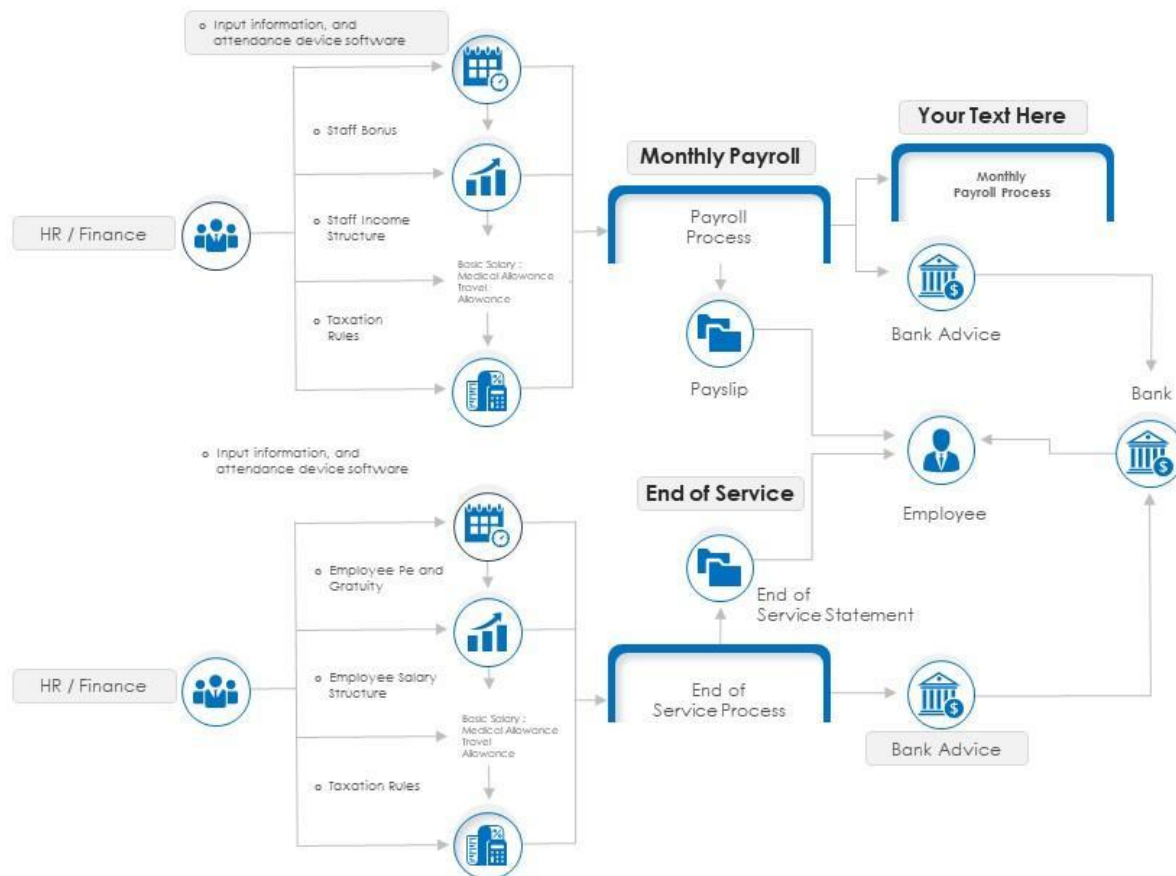 Input information, and
attendance device software
Staff Bonus
Your Text Here
Monthly Payroll
Monthly
Payroll Process
HR / Finance
Staff Income
Structure
Payroll
Process
Basic Salary :
Medical Allowance
Travel
Allowance
Taxation
Rules
Bank Advice
Payslip
Bank
Input information, and
attendance device software
End of Service
Employee
Employee Pe and
Gratuity
End of
Service Statement
HR / Finance
Employee Salary
Structure
End of
Service Process
Basic Salary :
Medical Allowance
Travel
Allowance
Bank Advice
Taxation Rules